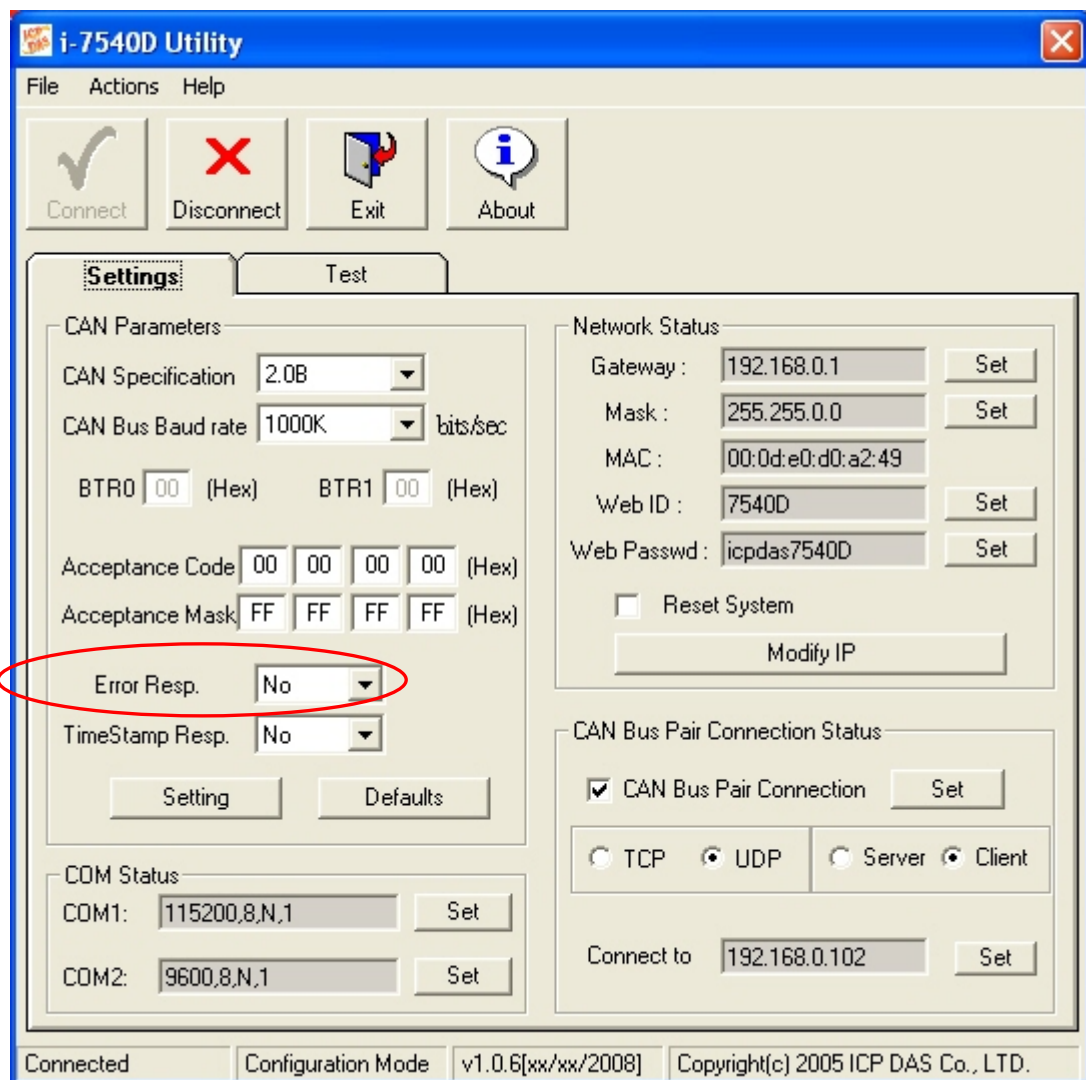 i-7540D Utility
File Actions Help
Connect Disconnect Exit About
Settings Test
CAN Parameters
CAN Specification 2.0B
CAN Bus Baud rate 1000K bits/sec
BTR0 00 (Hex) BTR1 00 (Hex)
Acceptance Code 00 00 00 00 (Hex)
Acceptance Mask FF FF FF FF (Hex)
Error Resp. No
TimeStamp Resp. No
Setting Defaults
COM Status
COM1: 115200,8,N,1 Set
COM2: 9600,8,N,1 Set
Network Status
Gateway : 192.168.0.1 Set
Mask : 255.255.0.0 Set
MAC : 00:0d:e0:d0:a2:49
Web ID : 7540D Set
Web Passwd : icpdas7540D Set
Reset System
Modify IP
CAN Bus Pair Connection Status
CAN Bus Pair Connection Set
TCP UDP Server Client
Connect to 192.168.0.102 Set
Connected Configuration Mode v1.0.6[xx/xx/2008] Copyright(c) 2005 ICP DAS Co., LTD.